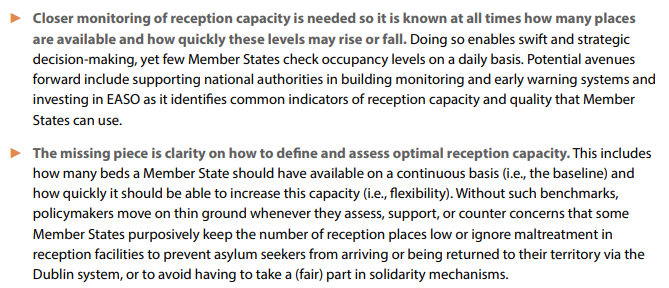 ► Closer monitoring of reception capacity is needed so it is known at all times how many places
are available and how quickly these levels may rise or fall. Doing so enables swift and strategic
decision-making, yet few Member States check occupancy levels on a daily basis. Potential avenues
forward include supporting national authorities in building monitoring and early warning systems and
investing in EASO as it identifies common indicators of reception capacity and quality that Member
States can use.
► The missing piece is clarity on how to define and assess optimal reception capacity. This includes
how many beds a Member State should have available on a continuous basis (i.e., the baseline) and
how quickly it should be able to increase this capacity (i.e., flexibility). Without such benchmarks,
policymakers move on thin ground whenever they assess, support, or counter concerns that some
Member States purposively keep the number of reception places low or ignore maltreatment in
reception facilities to prevent asylum seekers from arriving or being returned to their territory via the
Dublin system, or to avoid having to take a (fair) part in solidarity mechanisms.